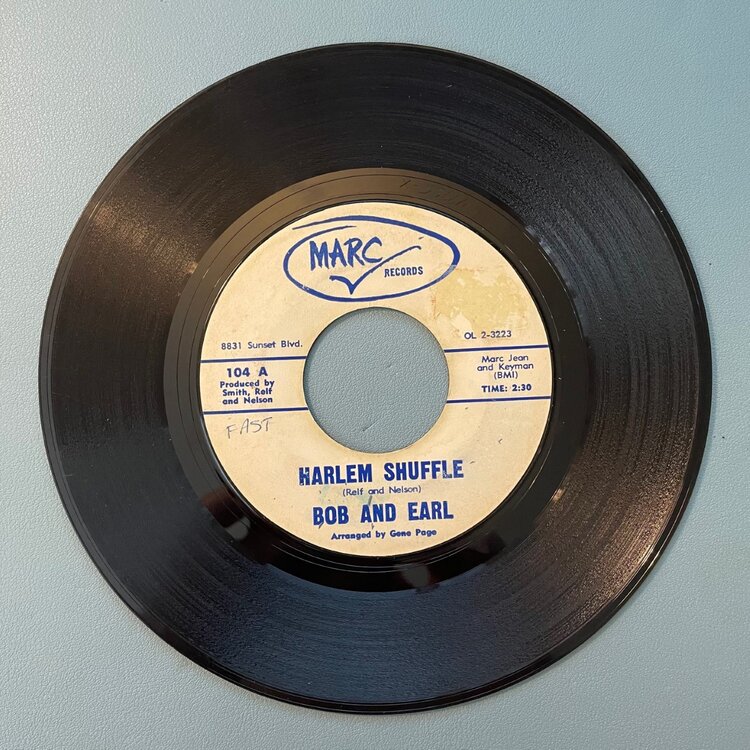 MARC
RECORDS
8831 Sunset Blvd.
OL 2-3223
104 A
Produced by
Smith, Relf
and Nelson
Marc Jean
and Keyman
(BMI)
TIME: 2:30
FAST
HARLEM SHUFFLE
(Relf and Nelson)
BOB AND EARL
Arranged by Gene Page